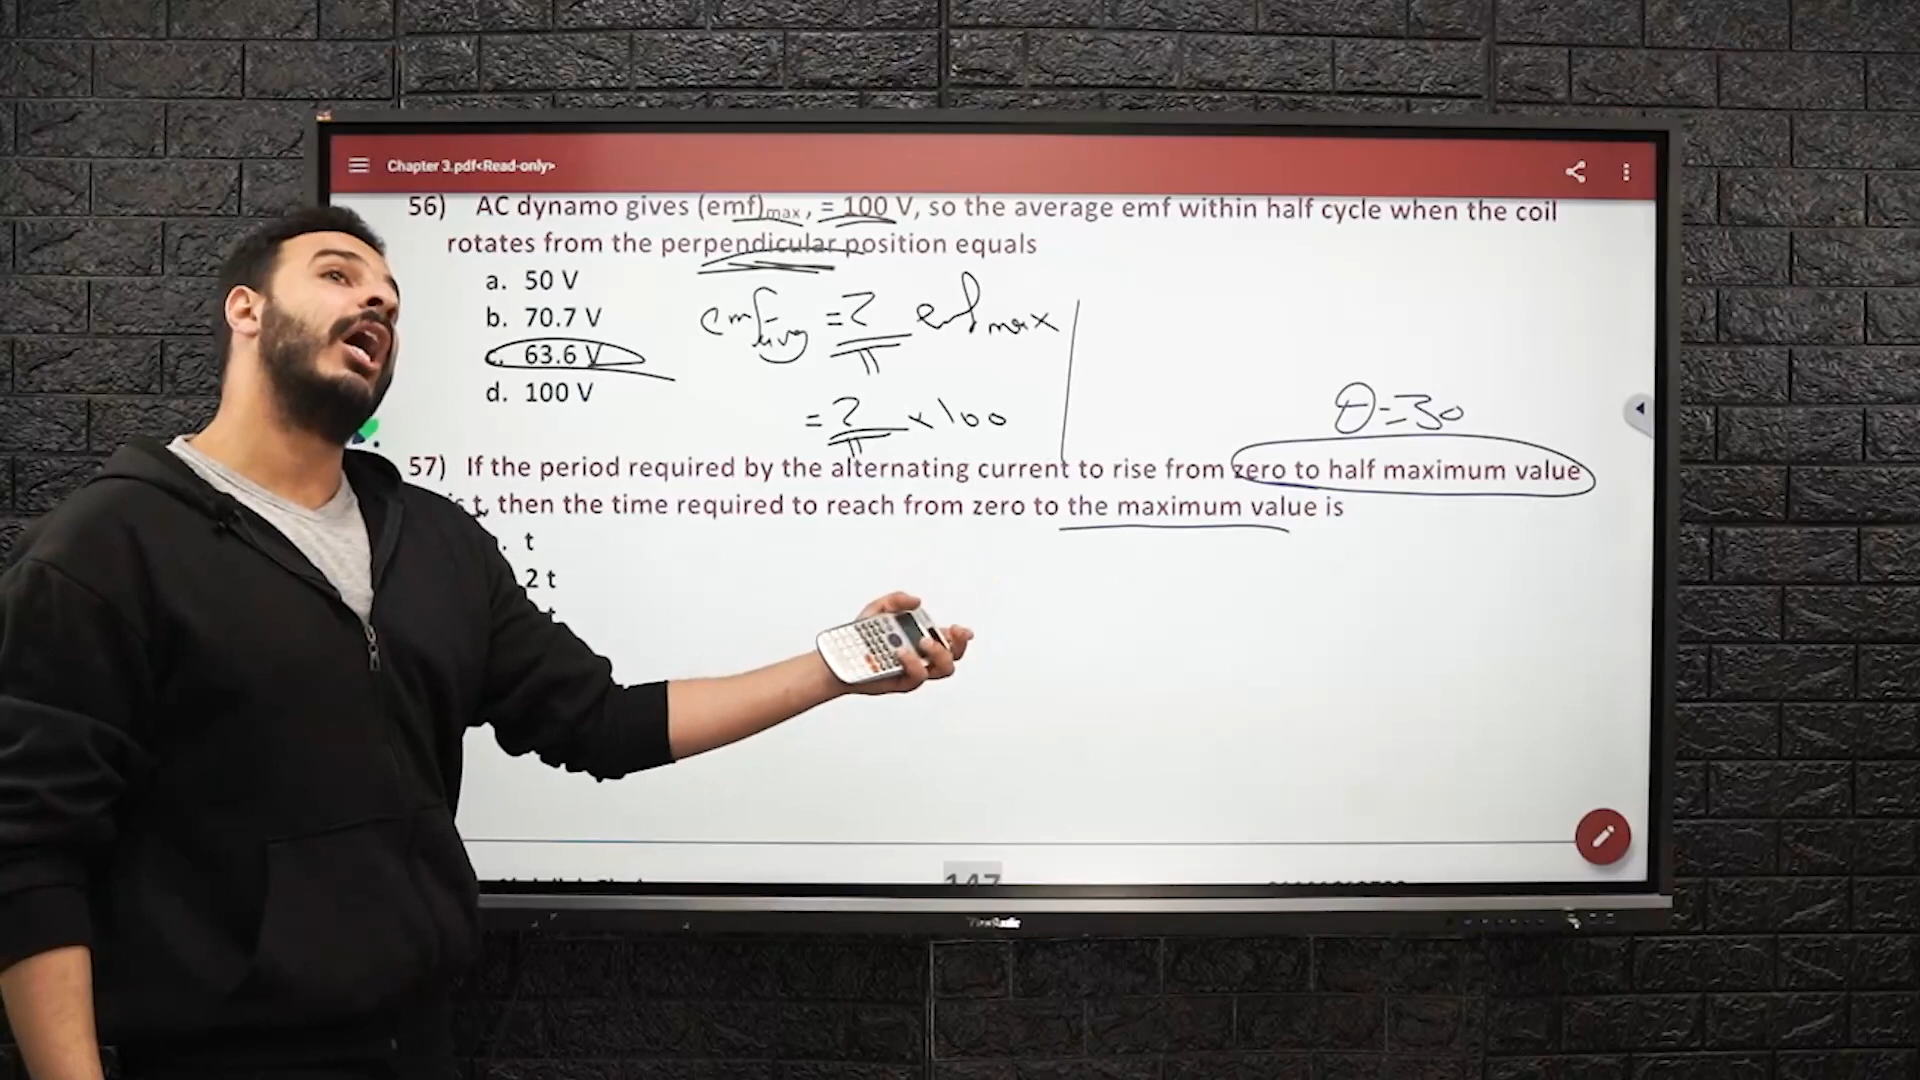 Chapter 3.pdf<Read-only>
56) AC dynamo gives (emf)max, = 100 V, so the average emf within half cycle when the coil
rotates from the perpendicular position equals
a. 50 V
b. 70.7 V
c. 63.6 V
d. 100 V
emf avg = 2/π emf max
= 2/π × 100
θ = 30
57) If the period required by the alternating current to rise from zero to half maximum value
t, then the time required to reach from zero to the maximum value is
t
2 t
t
147
ViewSonic